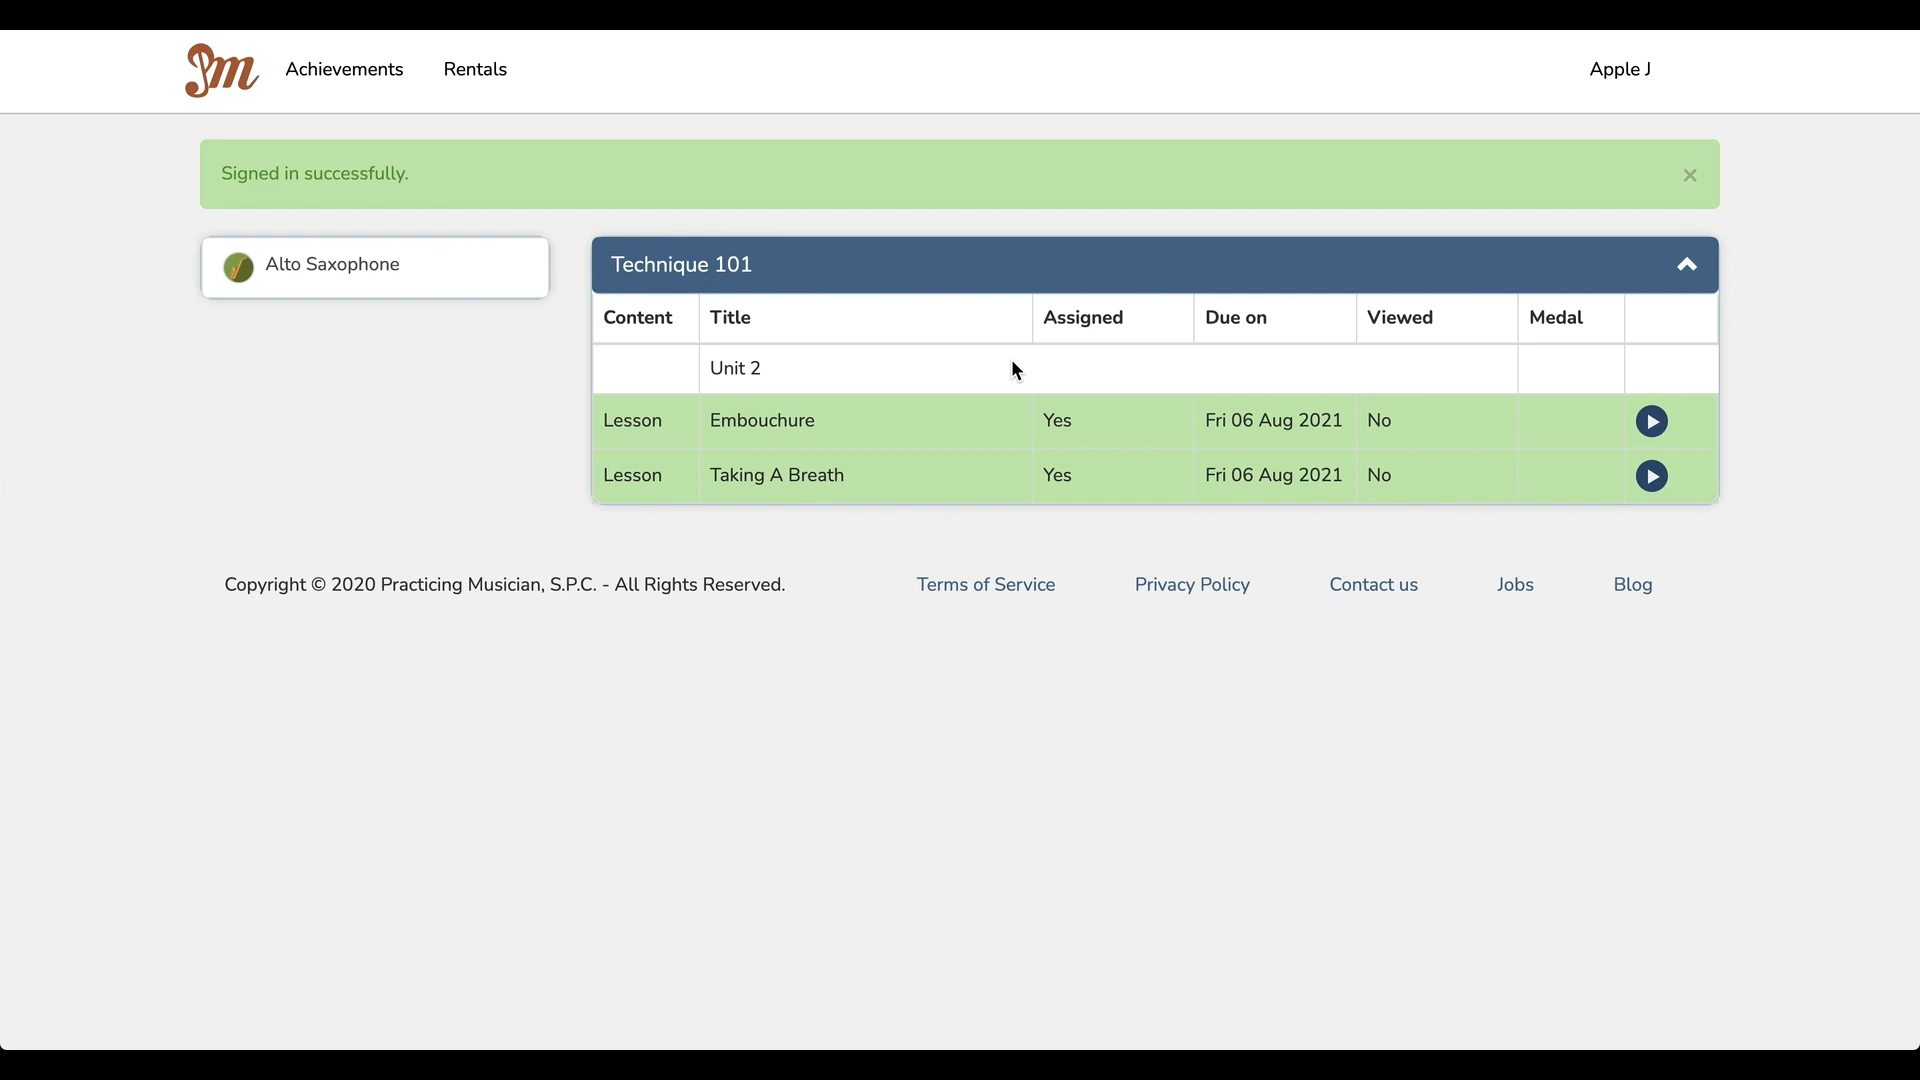 Pm
Achievements Rentals Apple J
Signed in successfully. ×
Alto Saxophone
Technique 101
Content Title Assigned Due on Viewed Medal
Unit 2
Lesson Embouchure Yes Fri 06 Aug 2021 No
Lesson Taking A Breath Yes Fri 06 Aug 2021 No
Copyright © 2020 Practicing Musician, S.P.C. - All Rights Reserved. Terms of Service Privacy Policy Contact us Jobs Blog